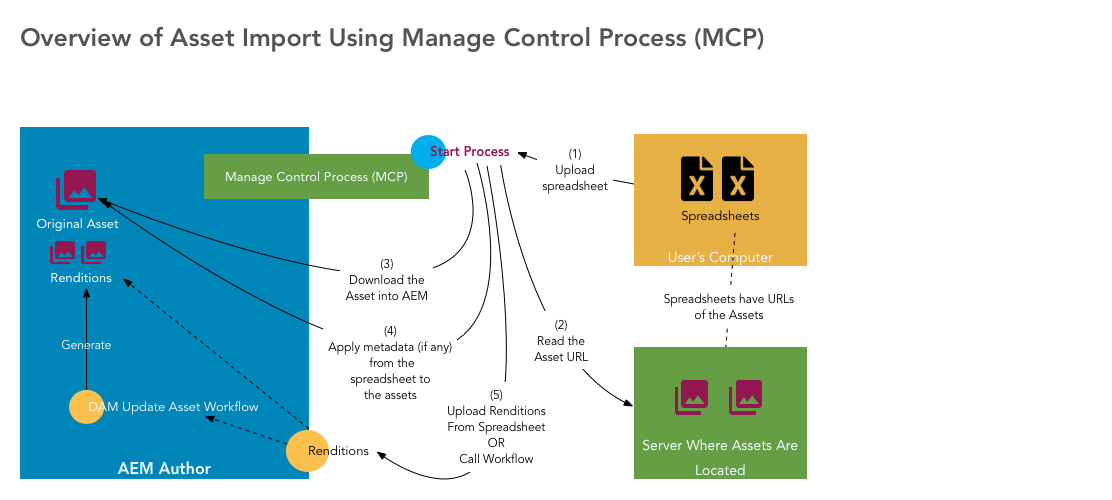 Overview of Asset Import Using Manage Control Process (MCP)
Start Process
Manage Control Process (MCP)
(1)
Upload
spreadsheet
Spreadsheets
User's Computer
Spreadsheets have URLs
of the Assets
Original Asset
Renditions
Generate
DAM Update Asset Workflow
AEM Author
(3)
Download the
Asset into AEM
(4)
Apply metadata (if any)
from the
spreadsheet to
the assets
(2)
Read the
Asset URL
(5)
Upload Renditions
From Spreadsheet
OR
Call Workflow
Renditions
Server Where Assets Are
Located